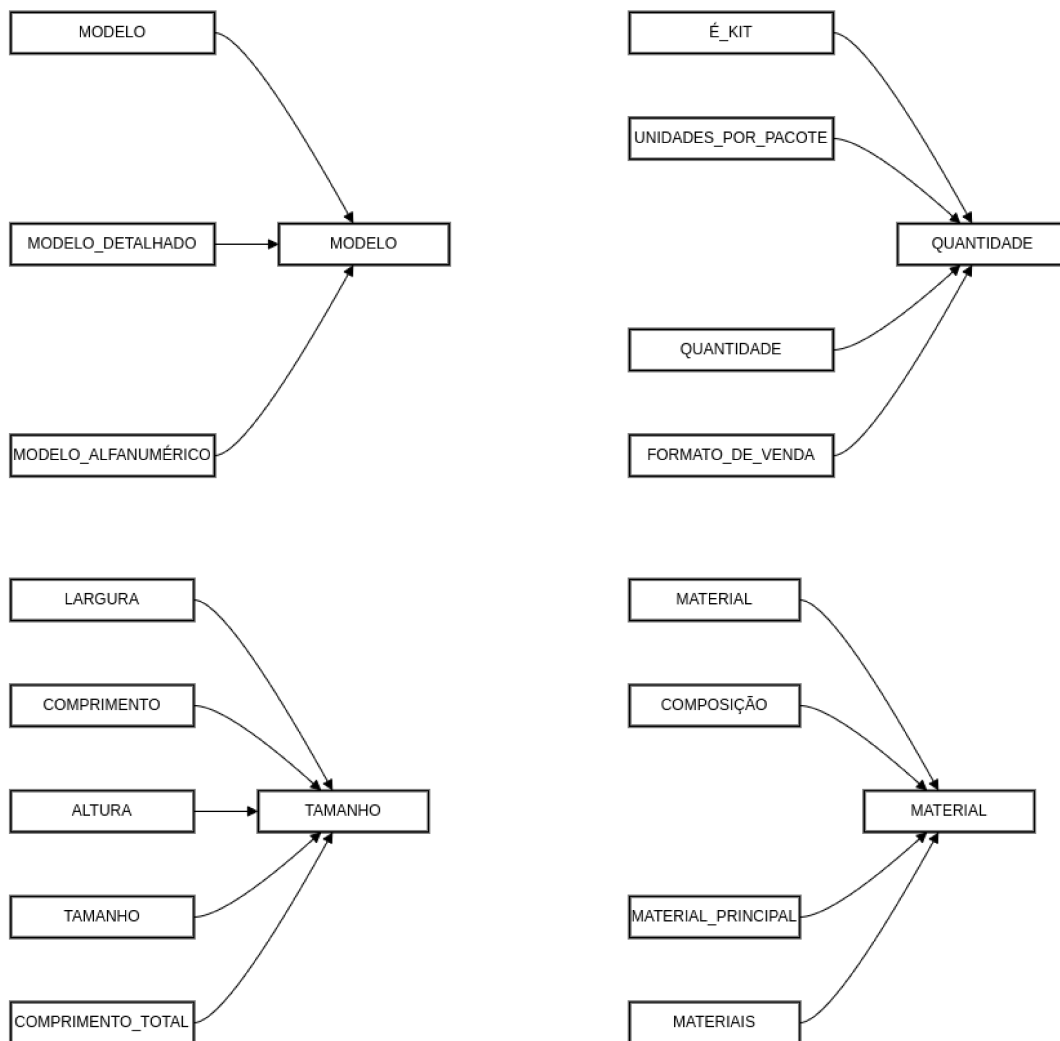 MODELO
MODELO_DETALHADO
MODELO_ALFANUMÉRICO
MODELO
É_KIT
UNIDADES_POR_PACOTE
QUANTIDADE
FORMATO_DE_VENDA
QUANTIDADE
LARGURA
COMPRIMENTO
ALTURA
TAMANHO
COMPRIMENTO_TOTAL
TAMANHO
MATERIAL
COMPOSIÇÃO
MATERIAL_PRINCIPAL
MATERIAIS
MATERIAL